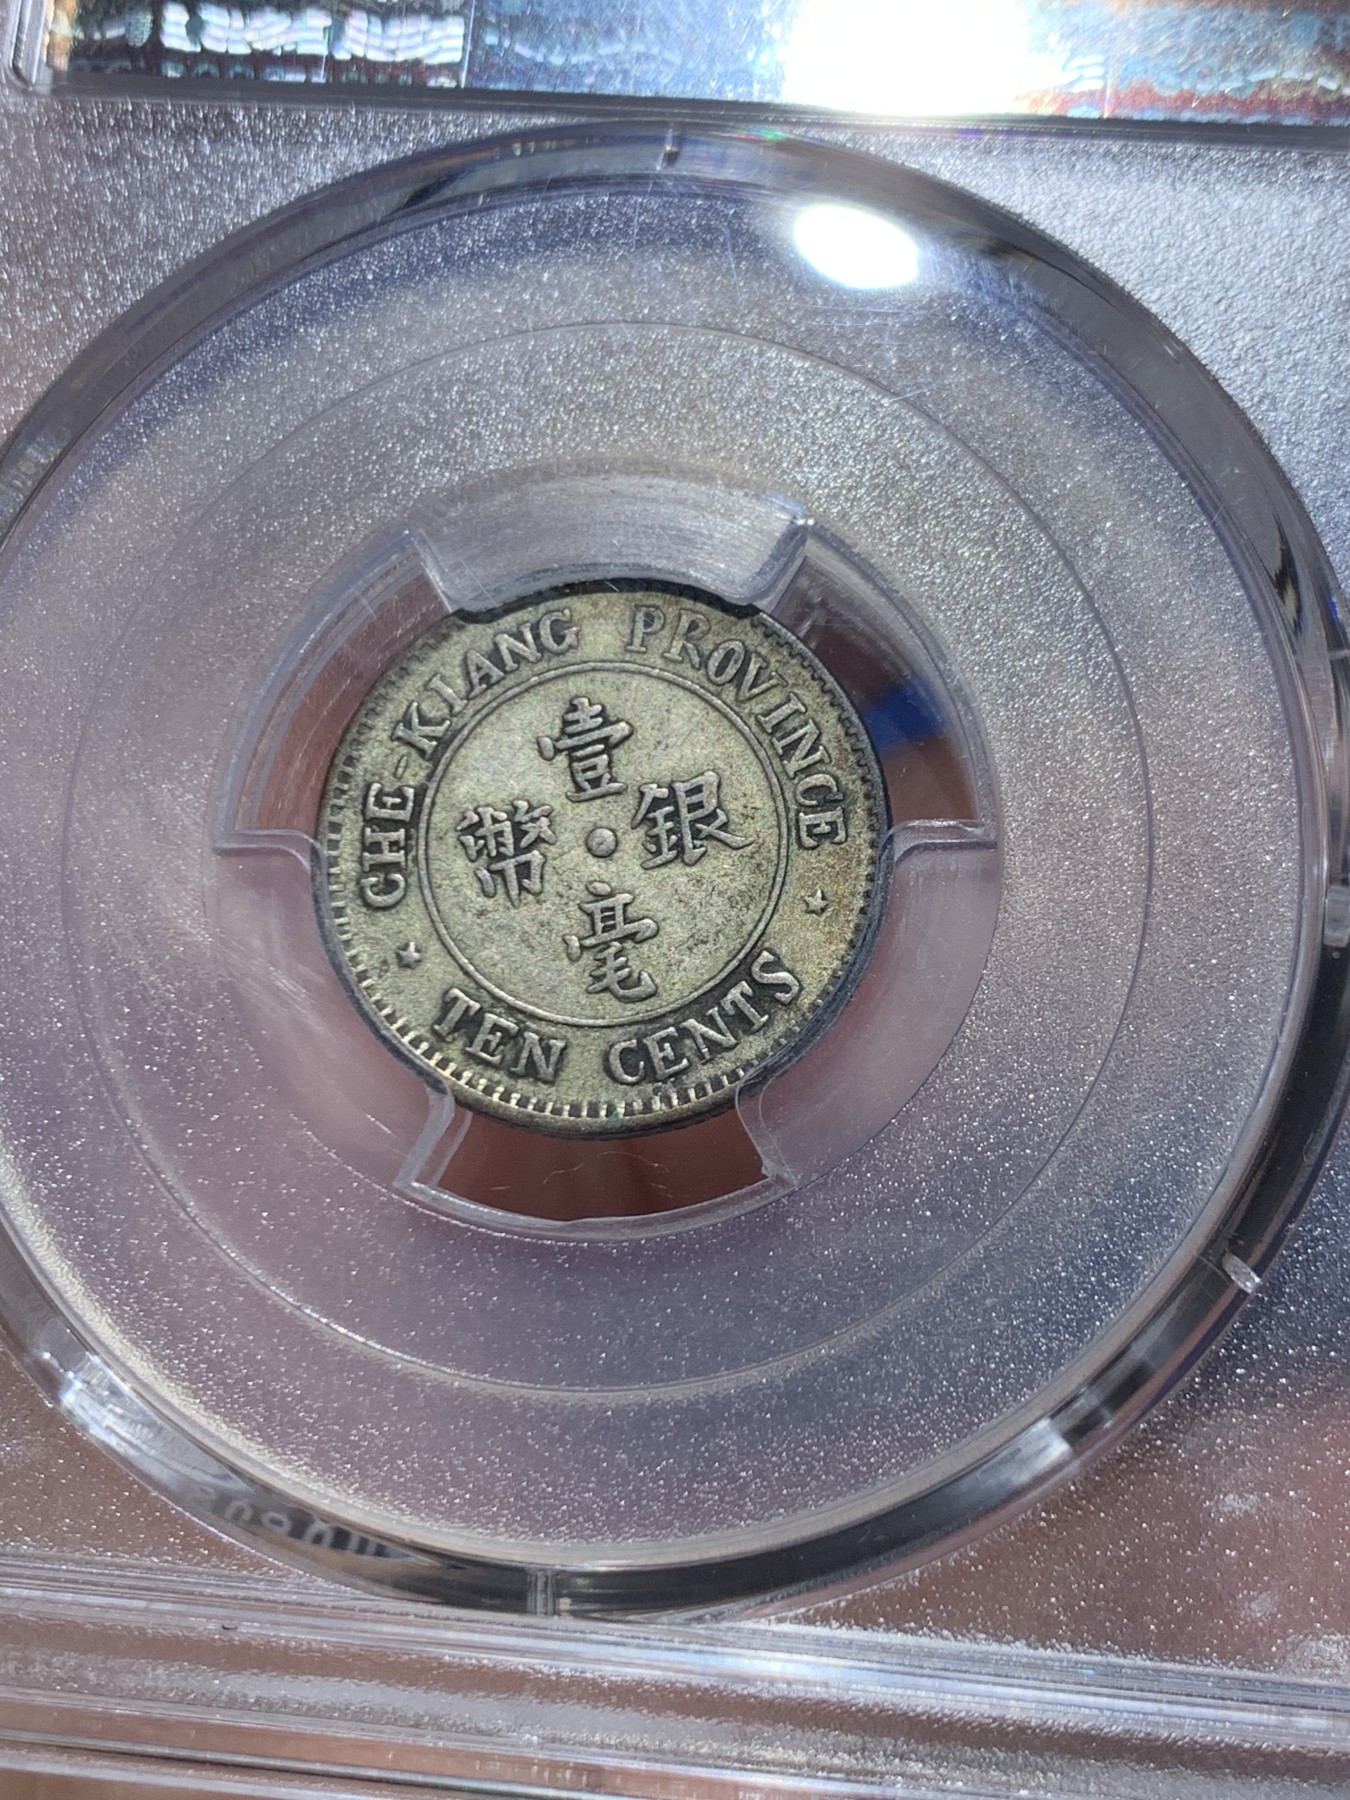 CHE-KIANG PROVINCE
壹
幣 銀
毫
TEN CENTS